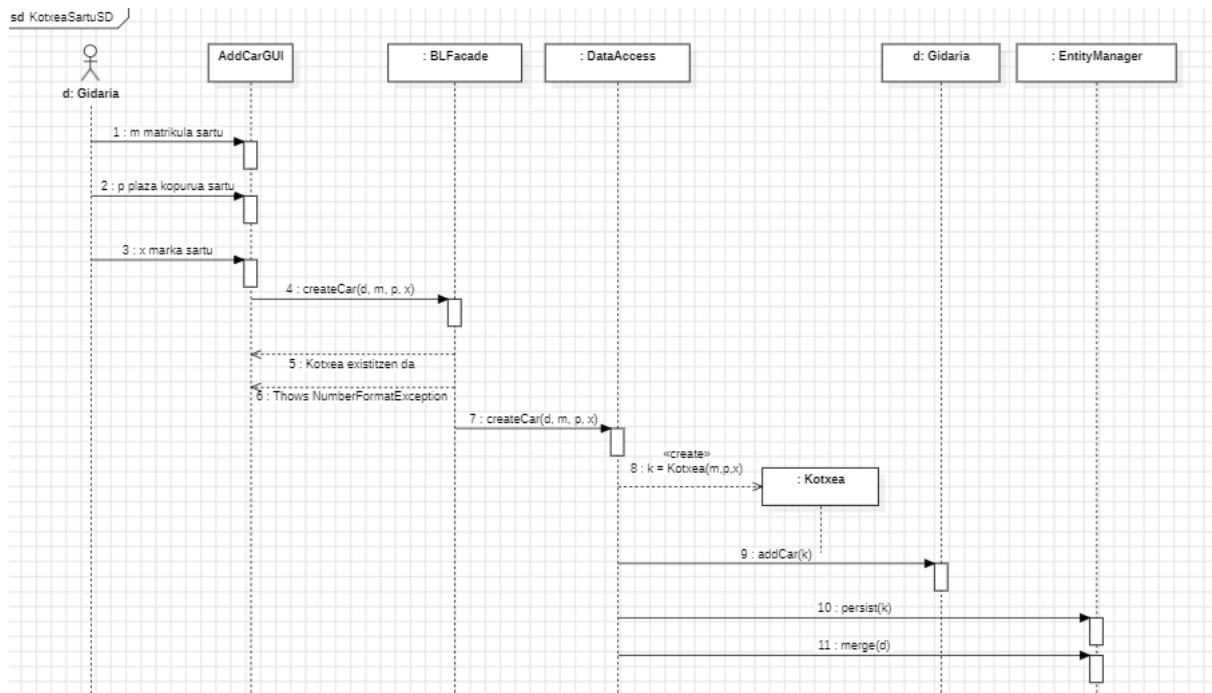 sd KotxeaSartuSD
AddCarGUI
: BLFacade
: DataAccess
d: Gidaria
: EntityManager
d: Gidaria
1 : m matrikula sartu
2 : p plaza kopurua sartu
3 : x marka sartu
4 : createCar(d, m, p, x)
5 : Kotxea existitzen da
6 : Thows NumberFormatException
7 : createCar(d, m, p, x)
«create»
8 : k = Kotxea(m,p,x)
: Kotxea
9 : addCar(k)
10 : persist(k)
11 : merge(d)